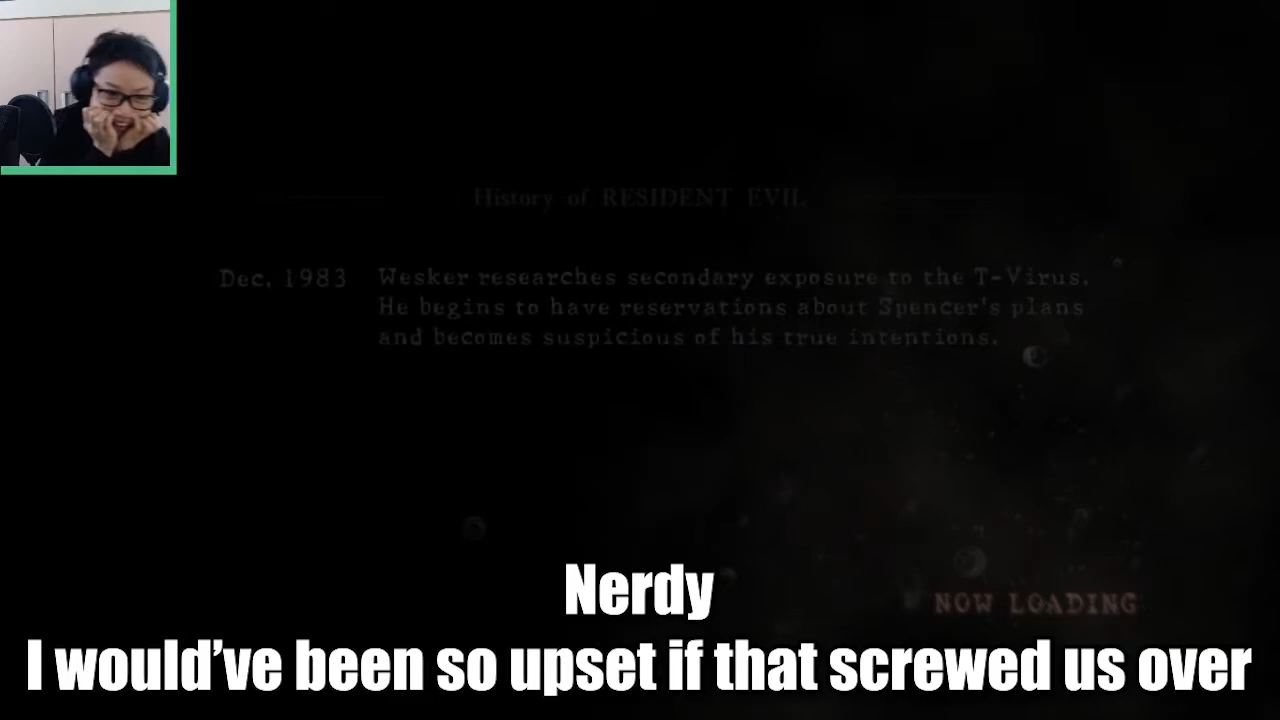 History of RESIDENT EVIL
Dec. 1983 Wesker researches secondary exposure to the T-Virus.
He begins to have reservations about Spencer's plans
and becomes suspicious of his true intentions.
NOW LOADING
Nerdy
I would've been so upset if that screwed us over